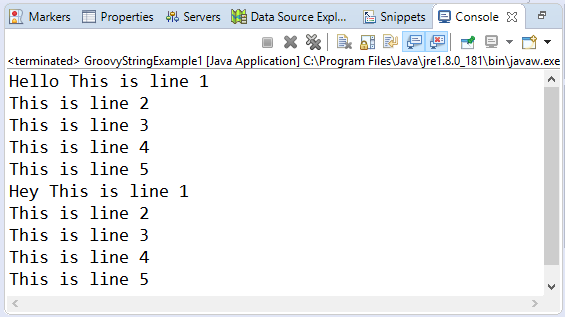 Markers Properties Servers Data Source Expl... Snippets Console
<terminated> GroovyStringExample1 [Java Application] C:\Program Files\Java\jre1.8.0_181\bin\javaw.exe
Hello This is line 1
This is line 2
This is line 3
This is line 4
This is line 5
Hey This is line 1
This is line 2
This is line 3
This is line 4
This is line 5